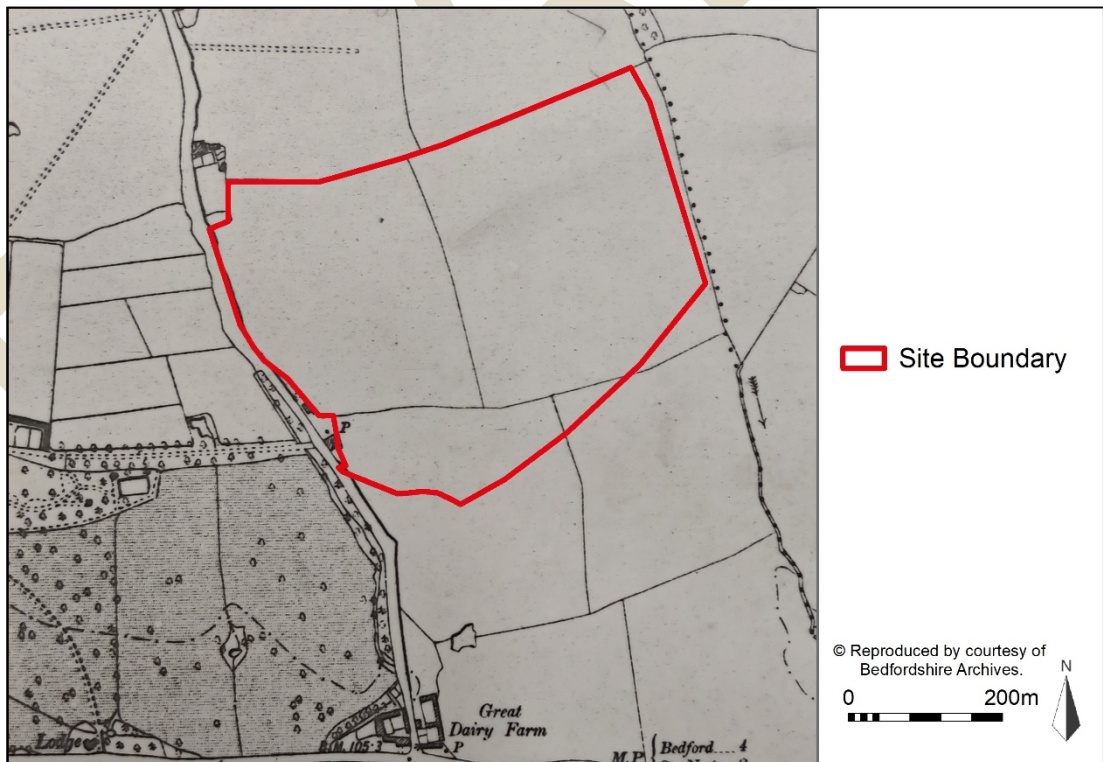 P
Great
Dairy Farm
Lodge
B.M. 105·3
P
M.P
Bedford.... 4
Site Boundary
© Reproduced by courtesy of
Bedfordshire Archives.
0 200m
N